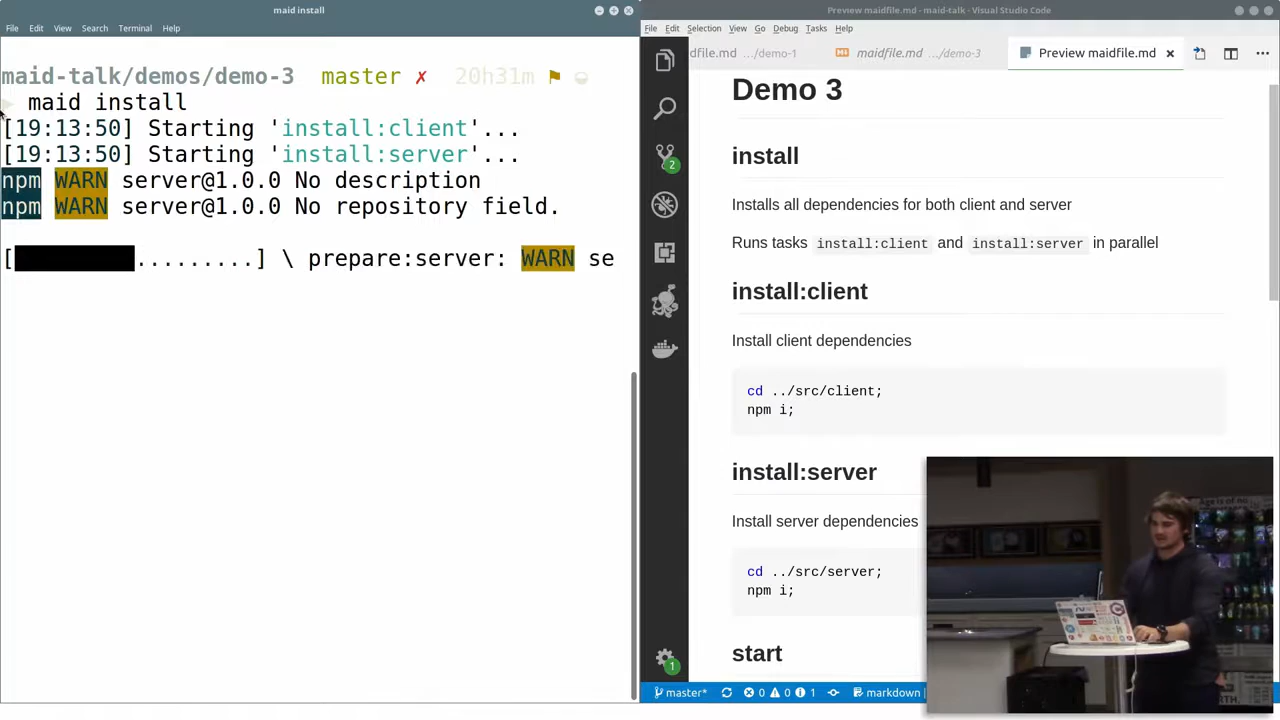 maid install
File Edit View Search Terminal Help
maid-talk/demos/demo-3 master ✗ 20h31m
maid install
[19:13:50] Starting 'install:client'...
[19:13:50] Starting 'install:server'...
npm WARN server@1.0.0 No description
npm WARN server@1.0.0 No repository field.
[ .........] \ prepare:server: WARN se
Preview maidfile.md - maid-talk - Visual Studio Code
File Edit Selection View Go Debug Tasks Help
dfile.md .../demo-1 maidfile.md .../demo-3 Preview maidfile.md
2
1
Demo 3
install
Installs all dependencies for both client and server
Runs tasks install:client and install:server in parallel
install:client
Install client dependencies
cd ../src/client;
npm i;
install:server
Install server dependencies
cd ../src/server;
npm i;
start
master* 0 0 1 markdown